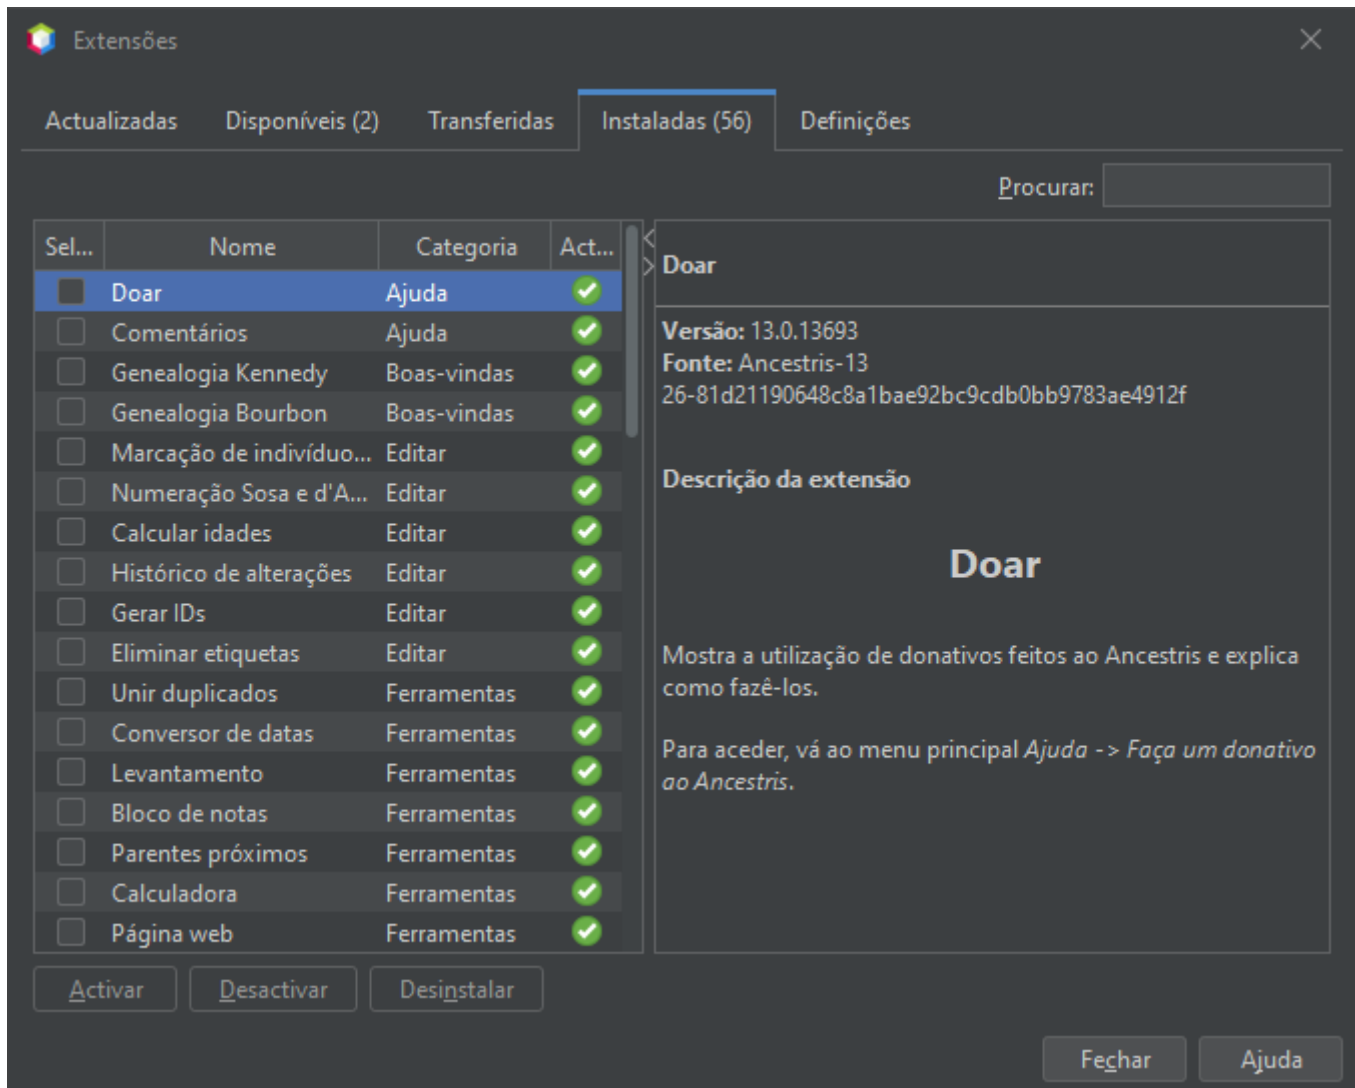 Extensões
Actualizadas Disponíveis (2) Transferidas Instaladas (56) Definições
Procurar:
Sel... Nome Categoria Act...
Doar Ajuda
Comentários Ajuda
Genealogia Kennedy Boas-vindas
Genealogia Bourbon Boas-vindas
Marcação de indivíduo... Editar
Numeração Sosa e d'A... Editar
Calcular idades Editar
Histórico de alterações Editar
Gerar IDs Editar
Eliminar etiquetas Editar
Unir duplicados Ferramentas
Conversor de datas Ferramentas
Levantamento Ferramentas
Bloco de notas Ferramentas
Parentes próximos Ferramentas
Calculadora Ferramentas
Página web Ferramentas
Doar
Versão: 13.0.13693
Fonte: Ancestris-13
26-81d21190648c8a1bae92bc9cdb0bb9783ae4912f
Descrição da extensão
Doar
Mostra a utilização de donativos feitos ao Ancestris e explica
como fazê-los.
Para aceder, vá ao menu principal Ajuda -> Faça um donativo
ao Ancestris.
Activar Desactivar Desinstalar
Fechar Ajuda